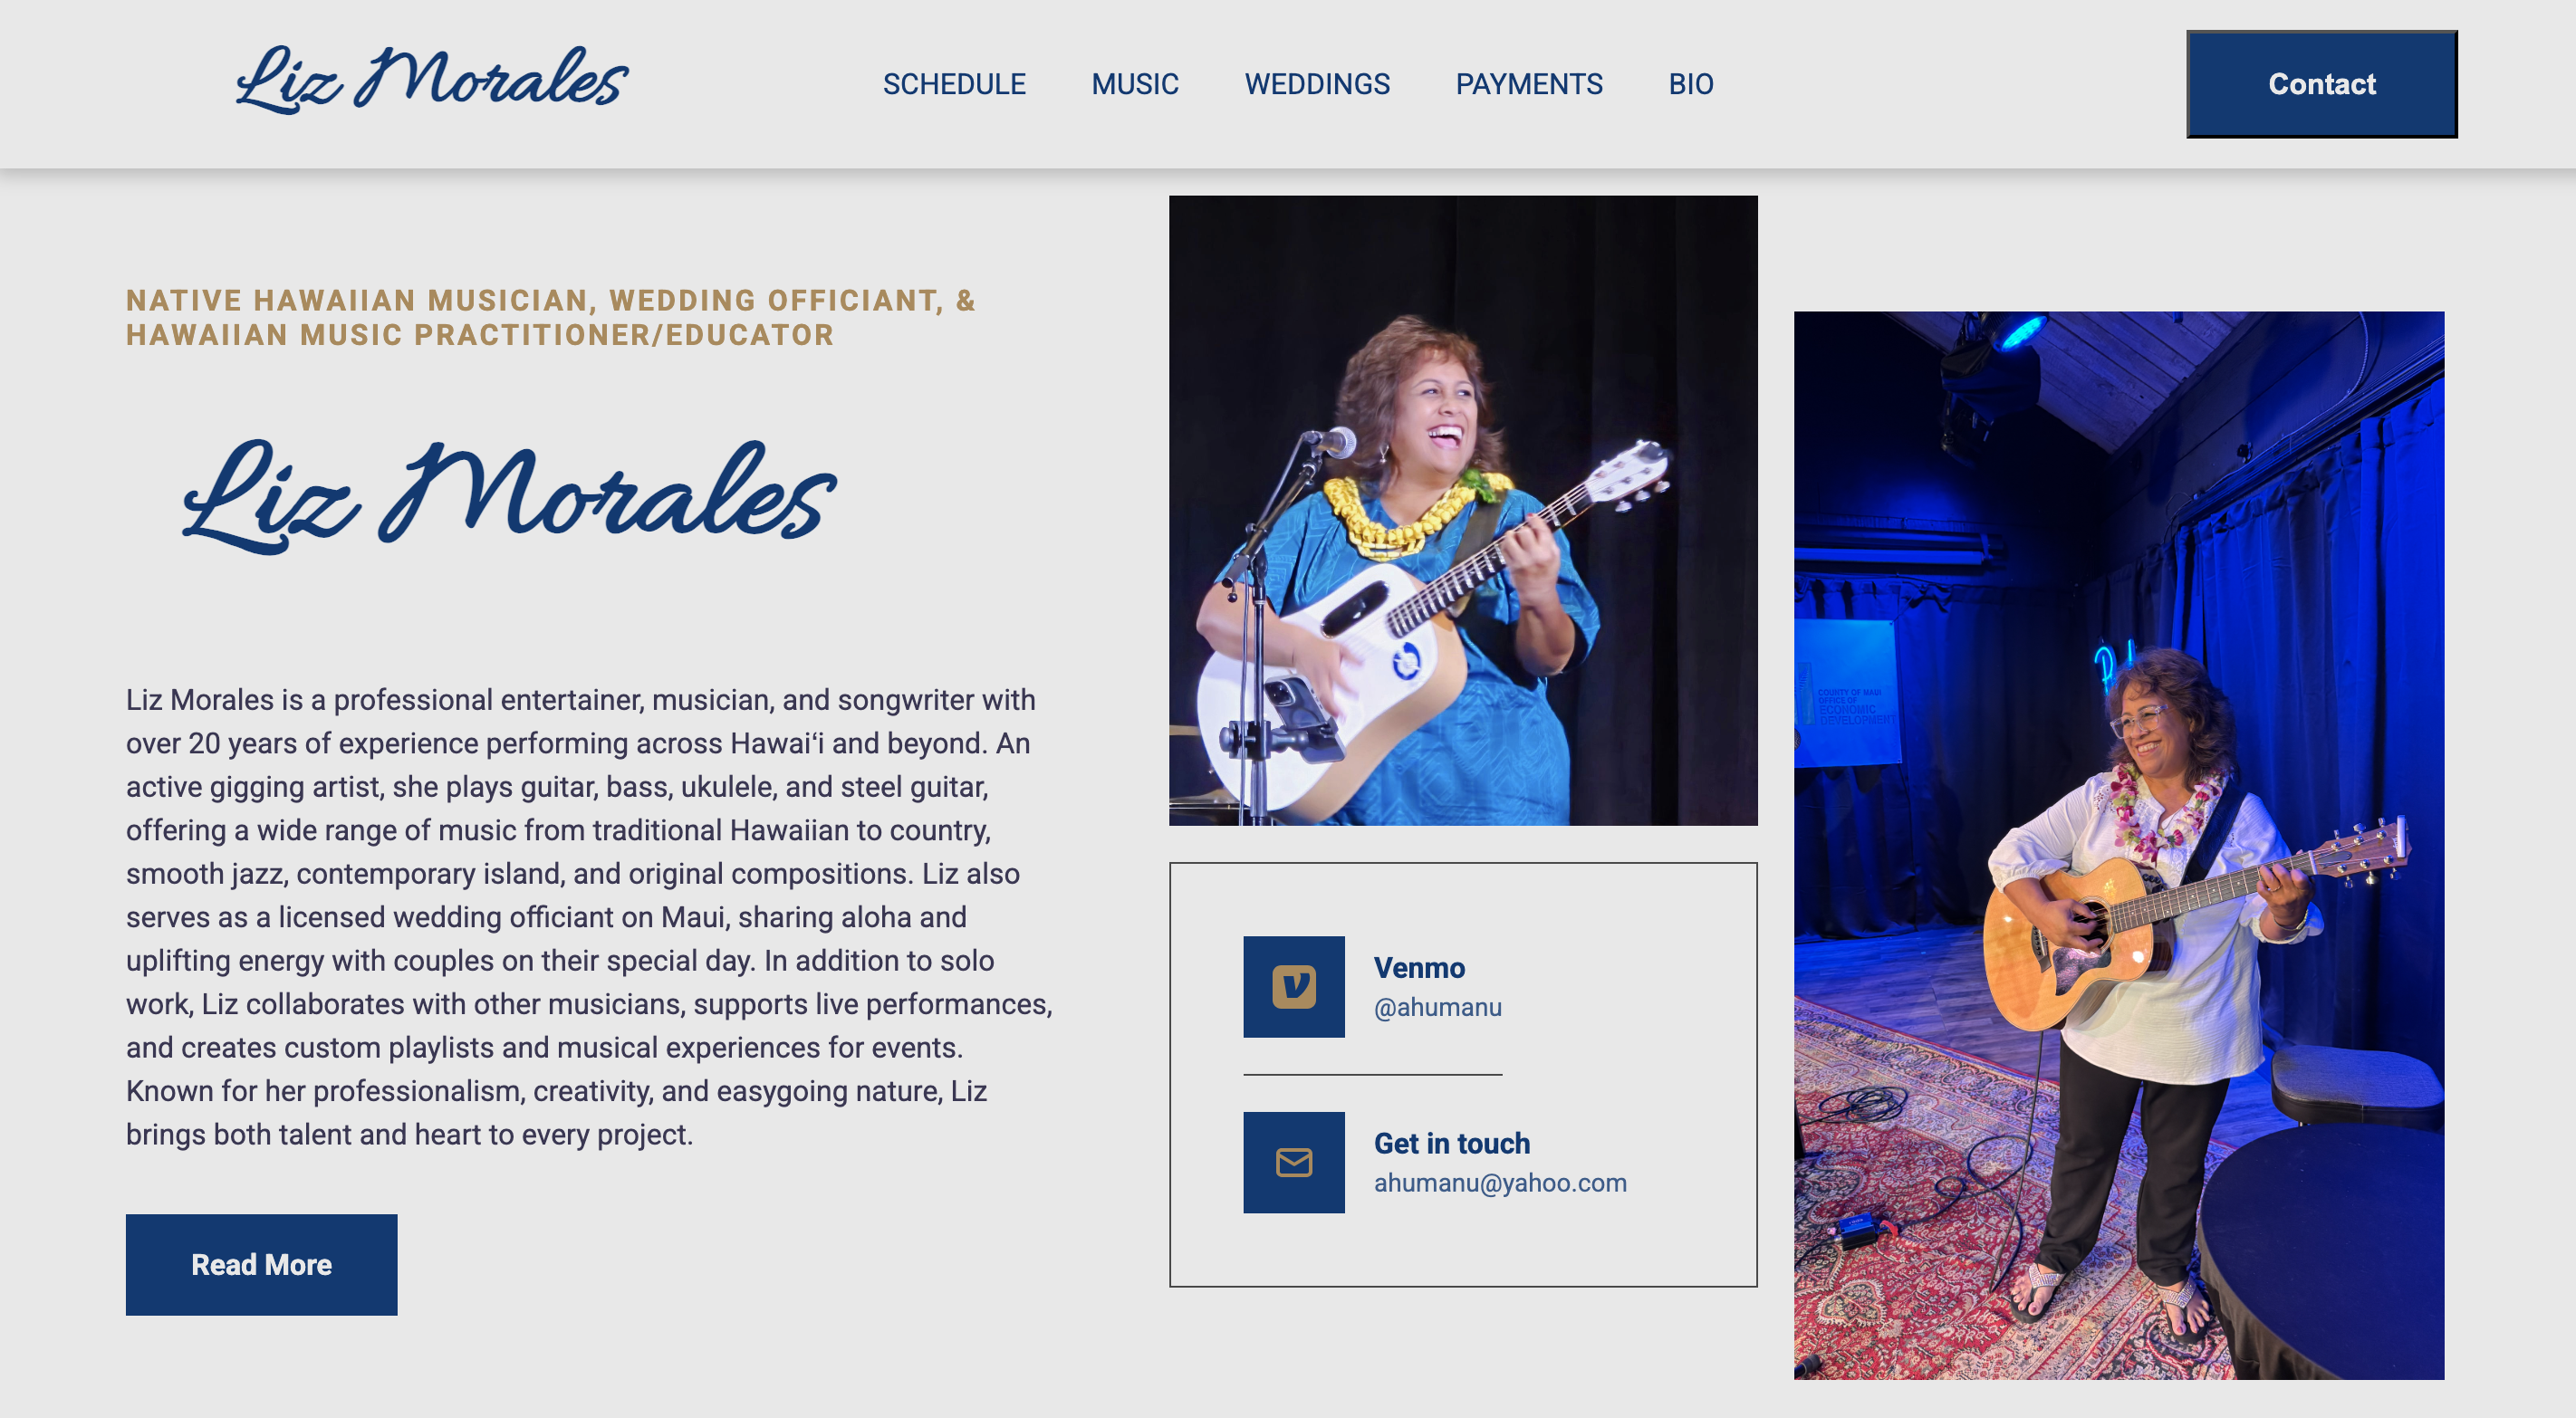 Liz Morales
SCHEDULE
MUSIC
WEDDINGS
PAYMENTS
BIO
Contact
NATIVE HAWAIIAN MUSICIAN, WEDDING OFFICIANT, &
HAWAIIAN MUSIC PRACTITIONER/EDUCATOR
Liz Morales
Liz Morales is a professional entertainer, musician, and songwriter with
over 20 years of experience performing across Hawaiʻi and beyond. An
active gigging artist, she plays guitar, bass, ukulele, and steel guitar,
offering a wide range of music from traditional Hawaiian to country,
smooth jazz, contemporary island, and original compositions. Liz also
serves as a licensed wedding officiant on Maui, sharing aloha and
uplifting energy with couples on their special day. In addition to solo
work, Liz collaborates with other musicians, supports live performances,
and creates custom playlists and musical experiences for events.
Known for her professionalism, creativity, and easygoing nature, Liz
brings both talent and heart to every project.
Read More
Venmo
@ahumanu
Get in touch
ahumanu@yahoo.com
COUNTY OF MAUI
OFFICE OF
ECONOMIC
DEVELOPMENT